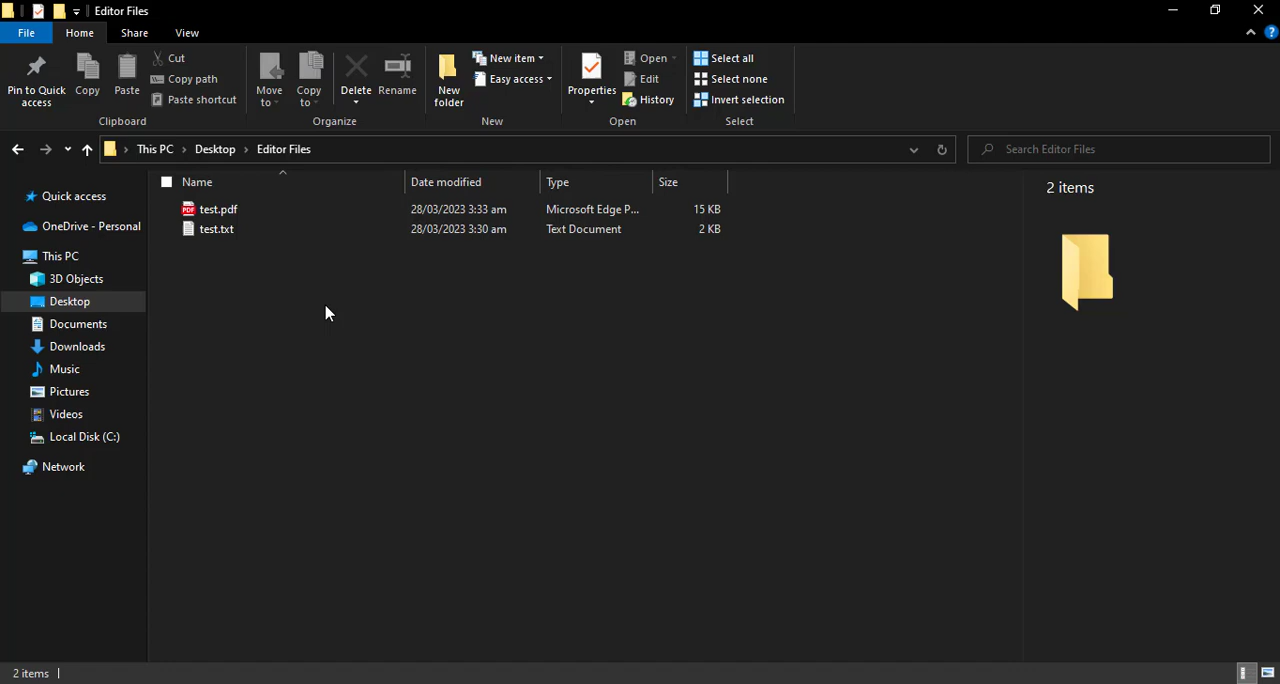 Editor Files
File Home Share View
Pin to Quick access
Copy
Paste
Cut
Copy path
Paste shortcut
Clipboard
Move to
Copy to
Delete
Rename
Organize
New folder
New item
Easy access
New
Properties
Open
Edit
History
Open
Select all
Select none
Invert selection
Select
This PC Desktop Editor Files
Search Editor Files
Quick access
OneDrive - Personal
This PC
3D Objects
Desktop
Documents
Downloads
Music
Pictures
Videos
Local Disk (C:)
Network
Name Date modified Type Size
PDF test.pdf 28/03/2023 3:33 am Microsoft Edge P... 15 KB
test.txt 28/03/2023 3:30 am Text Document 2 KB
2 items
2 items